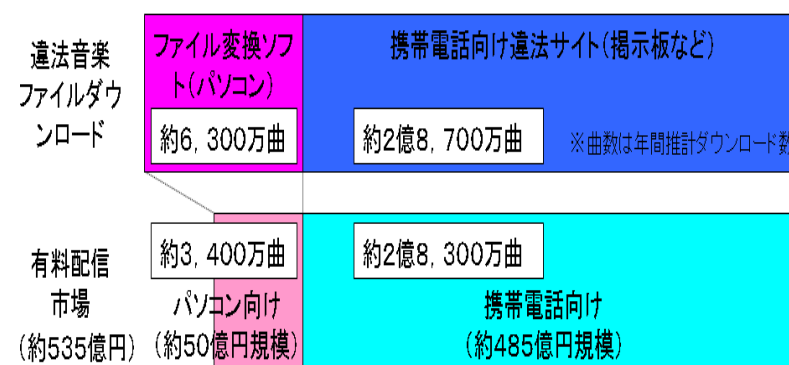 違法音楽
ファイルダウ
ンロード
ファイル変換ソフ
ト(パソコン)
約6,300万曲
携帯電話向け違法サイト(掲示板など)
約2億8,700万曲
※曲数は年間推計ダウンロード数
有料配信
市場
(約535億円)
約3,400万曲
パソコン向け
(約50億円規模)
約2億8,300万曲
携帯電話向け
(約485億円規模)